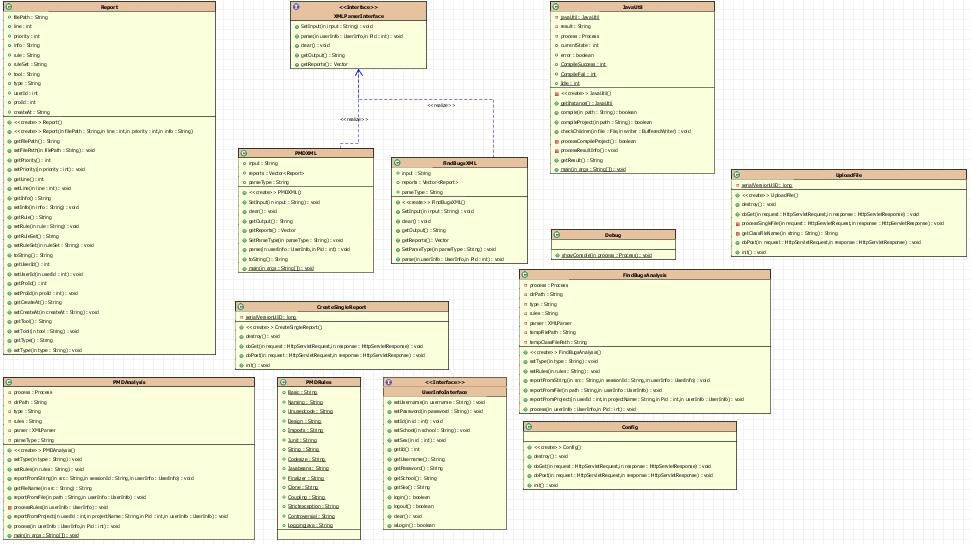 Report
filePath : String
line : int
priority : int
info : String
rule : String
ruleSet : String
tool : String
type : String
userId : int
proId : int
createAt : String
<<create>> Report()
<<create>> Report(in filePath : String,in line : int,in priority : int,in info : String)
getFilePath() : String
setFilePath(in filePath : String) : void
getPriority() : int
setPriority(in priority : int) : void
getLine() : int
setLine(in line : int) : void
getInfo() : String
setInfo(in info : String) : void
getRule() : String
setRule(in rule : String) : void
getRuleSet() : String
setRuleSet(in ruleSet : String) : void
toString() : String
getUserId() : int
setUserId(in userId : int) : void
getProId() : int
setProId(in proId : int) : void
getCreateAt() : String
setCreateAt(in createAt : String) : void
getTool() : String
setTool(in tool : String) : void
getType() : String
setType(in type : String) : void
<<Interface>>
XMLParserInterface
SetInput(in input : String) : void
parse(in userInfo : UserInfo,in Pid : int) : void
clear() : void
getOutput() : String
getReports() : Vector
<<realize>>
<<realize>>
JavaUtil
javaUtil : JavaUtil
result : String
process : Process
currentState : int
error : boolean
CompileSuccess : int
CompileFail : int
Idle : int
<<create>> JavaUtil()
getInstance() : JavaUtil
compile(in path : String) : boolean
compileProject(in path : String) : boolean
checkChildren(in file : File,in writer : BufferedWriter) : void
processCompileProject() : boolean
processResultInfo() : void
getResult() : String
main(in args : String[]) : void
PMDXML
input : String
reports : Vector<Report>
parseType : String
<<create>> PMDXML()
SetInput(in input : String) : void
clear() : void
getOutput() : String
getReports() : Vector
SetParseType(in parseType : String) : void
parse(in userInfo : UserInfo,in Pid : int) : void
toString() : String
main(in args : String[]) : void
FindBugsXML
input : String
reports : Vector<Report>
parseType : String
<<create>> FindBugsXML()
SetInput(in input : String) : void
clear() : void
getOutput() : String
getReports() : Vector
SetParseType(in parseType : String) : void
parse(in userInfo : UserInfo,in Pid : int) : void
UploadFile
serialVersionUID : long
<<create>> UploadFile()
destroy() : void
doGet(in request : HttpServletRequest,in response : HttpServletResponse) : void
processSingleFile(in request : HttpServletRequest,in response : HttpServletResponse) : void
getClassFileName(in string : String) : String
doPost(in request : HttpServletRequest,in response : HttpServletResponse) : void
init() : void
Debug
showConsole(in process : Process) : void
FindBugsAnalysis
process : Process
dirPath : String
type : String
rules : String
parser : XMLParser
tempFilePath : String
tempClassFilePath : String
<<create>> FindBugsAnalysis()
setType(in type : String) : void
setRules(in rules : String) : void
reportFromString(in src : String,in sessionId : String,in userInfo : UserInfo) : void
reportFromFile(in path : String,in userInfo : UserInfo) : void
reportFromProject(in userId : int,in projectName : String,in Pid : int,in userInfo : UserInfo) : void
process(in userInfo : UserInfo,in Pid : int) : void
CreateSingleReport
serialVersionUID : long
<<create>> CreateSingleReport()
destroy() : void
doGet(in request : HttpServletRequest,in response : HttpServletResponse) : void
doPost(in request : HttpServletRequest,in response : HttpServletResponse) : void
init() : void
PMDAnalysis
process : Process
dirPath : String
type : String
rules : String
parser : XMLParser
parseType : String
<<create>> PMDAnalysis()
setType(in type : String) : void
setRules(in rules : String) : void
reportFromString(in src : String,in sessionId : String,in userInfo : UserInfo) : void
getFileName(in src : String) : String
reportFromFile(in path : String,in userInfo : UserInfo) : void
processRules(in userInfo : UserInfo) : void
reportFromProject(in userId : int,in projectName : String,in Pid : int,in userInfo : UserInfo) : void
process(in userInfo : UserInfo,in Pid : int) : void
main(in args : String[]) : void
PMDRules
Basic : String
Naming : String
Unusedcode : String
Design : String
Imports : String
Junit : String
String : String
Codesize : String
Javabeans : String
Finalizer : String
Clone : String
Coupling : String
Strictexception : String
Controversial : String
Loggingjava : String
<<Interface>>
UserInfoInterface
setUsername(in username : String) : void
setPassword(in password : String) : void
setId(in id : int) : void
setSchool(in school : String) : void
setSex(in sex : String) : void
getId() : int
getUsername() : String
getPassword() : String
getSchool() : String
getSex() : String
login() : boolean
logout() : boolean
clear() : void
isLogin() : boolean
Config
<<create>> Config()
destroy() : void
doGet(in request : HttpServletRequest,in response : HttpServletResponse) : void
doPost(in request : HttpServletRequest,in response : HttpServletResponse) : void
init() : void